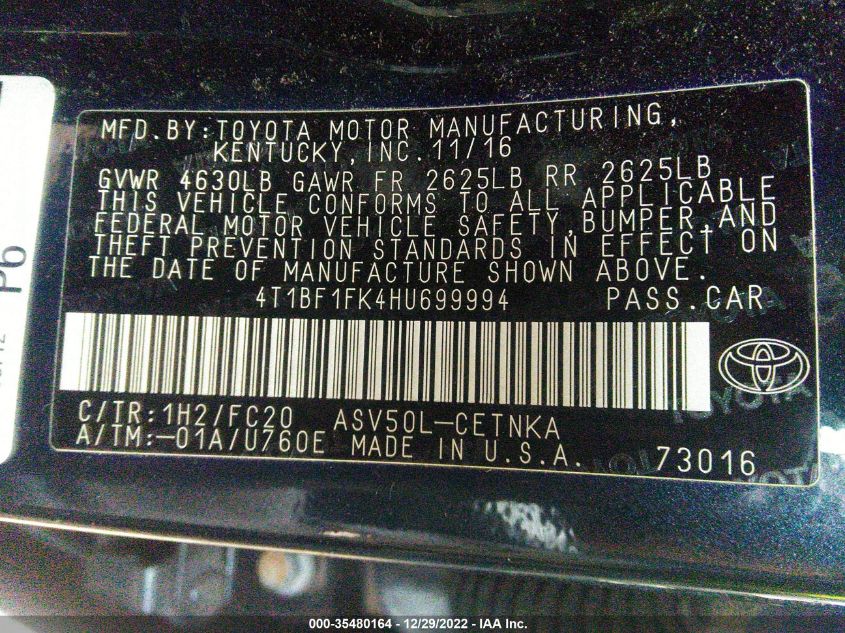 MFD.BY:TOYOTA MOTOR MANUFACTURING,
KENTUCKY,INC.11/16
GVWR 4630LB GAWR FR 2625LB RR 2625LB
THIS VEHICLE CONFORMS TO ALL APPLICABLE
FEDERAL MOTOR VEHICLE SAFETY,BUMPER,AND
THEFT PREVENTION STANDARDS IN EFFECT ON
THE DATE OF MANUFACTURE SHOWN ABOVE.
4T1BF1FK4HU699994 PASS.CAR
C/TR:1H2/FC20 ASV50L-CETNKA
A/TM:-01A/U760E MADE IN U.S.A. 73016
P6
000-35480164 - 12/29/2022 - IAA Inc.